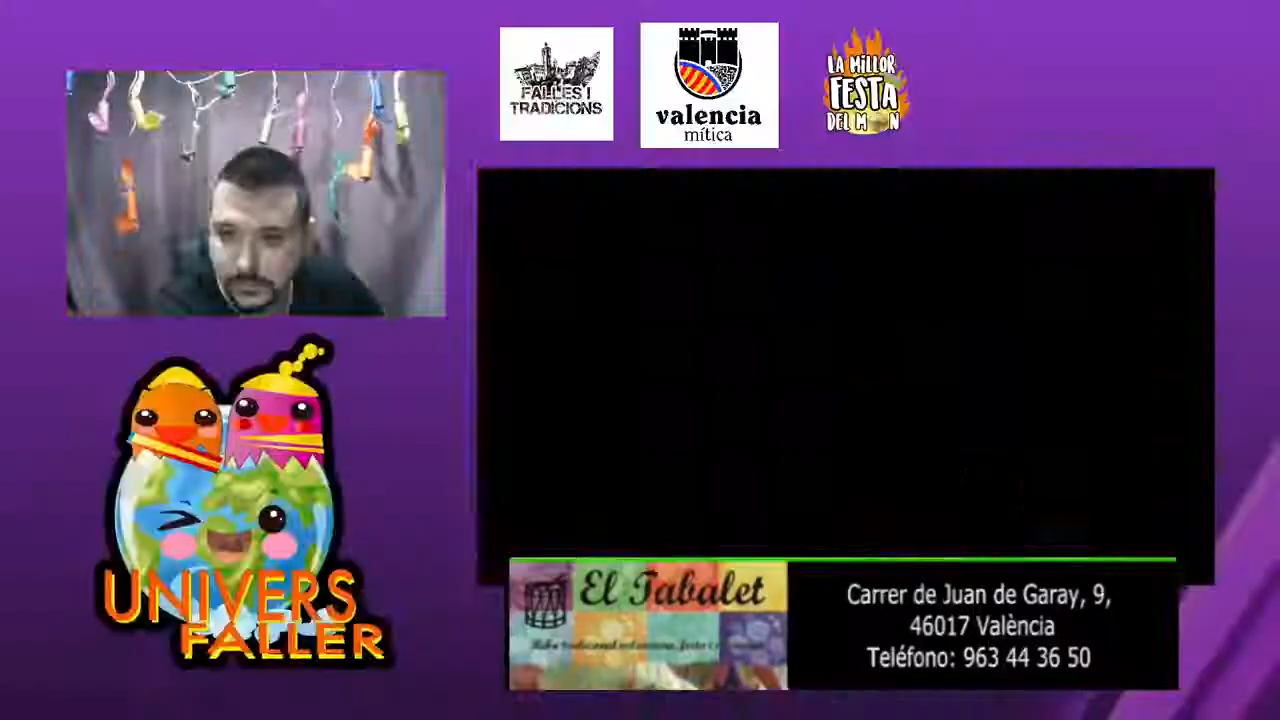 FALLES I
TRADICIONS
valencia
mítica
LA MILLOR
FESTA
DEL M N
UNIVERS
FALLER
El Tabalet
Carrer de Juan de Garay, 9,
46017 València
Teléfono: 963 44 36 50